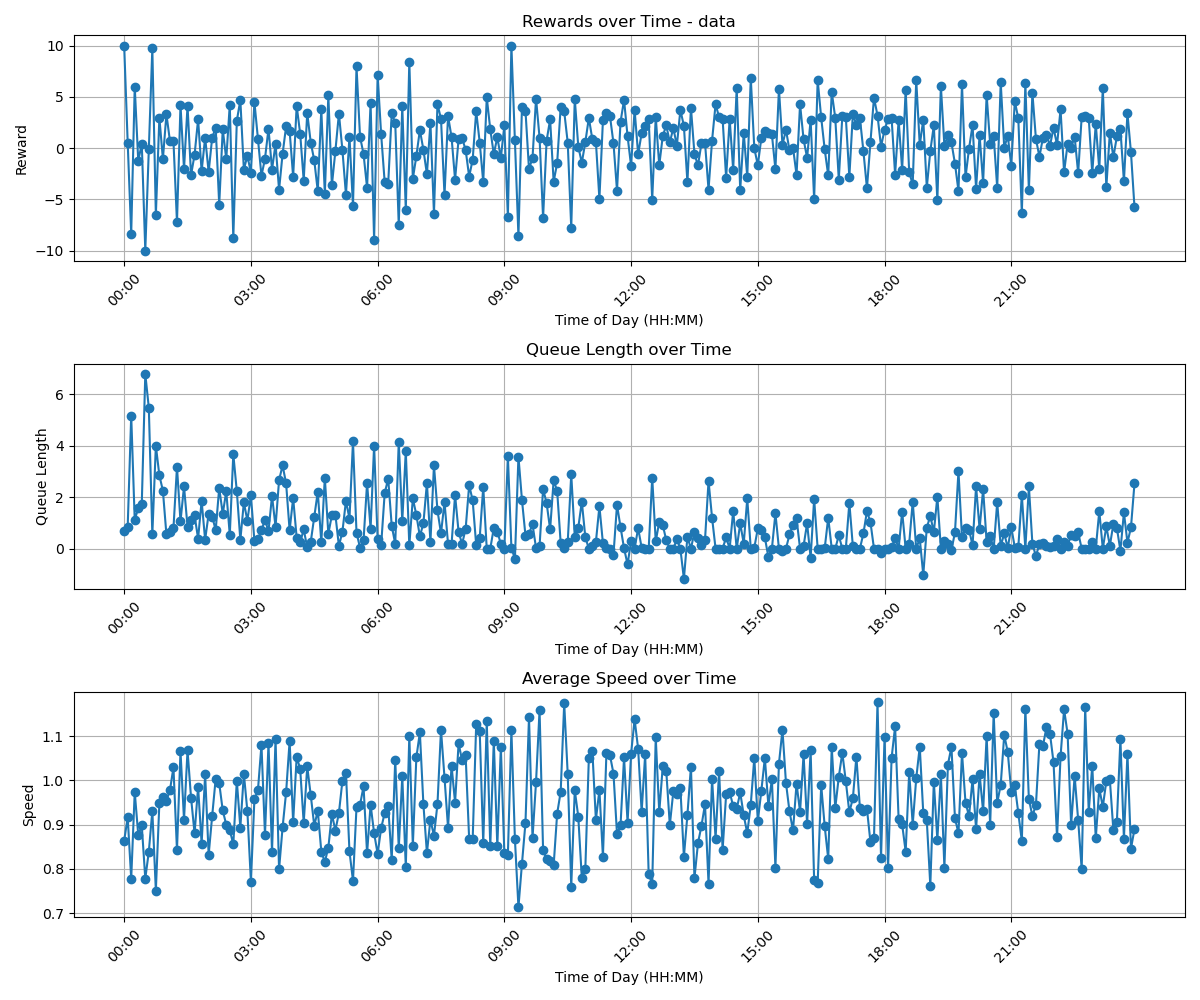 Rewards over Time - data
10
5
0
−5
−10
Reward
00:00 03:00 06:00 09:00 12:00 15:00 18:00 21:00
Time of Day (HH:MM)
Queue Length over Time
6
4
2
0
Queue Length
00:00 03:00 06:00 09:00 12:00 15:00 18:00 21:00
Time of Day (HH:MM)
Average Speed over Time
1.1
1.0
0.9
0.8
0.7
Speed
00:00 03:00 06:00 09:00 12:00 15:00 18:00 21:00
Time of Day (HH:MM)